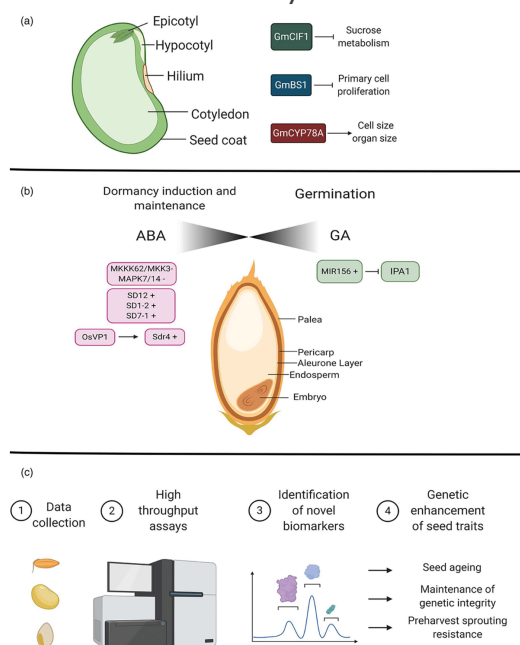 (a)
Epicotyl
Hypocotyl
Hilium
Cotyledon
Seed coat
GmCIF1
Sucrose
metabolism
GmBS1
Primary cell
proliferation
GmCYP78A
Cell size
organ size
(b)
Dormancy induction and
maintenance
Germination
ABA
GA
MKKK62/MKK3-
MAPK7/14 -
SD12 +
SD1-2 +
SD7-1 +
OsVP1
Sdr4 +
MIR156 +
IPA1
Palea
Pericarp
Aleurone Layer
Endosperm
Embryo
(c)
1
Data
collection
2
High
throughput
assays
3
Identification
of novel
biomarkers
4
Genetic
enhancement
of seed traits
Seed ageing
Maintenance of
genetic integrity
Preharvest sprouting
resistance